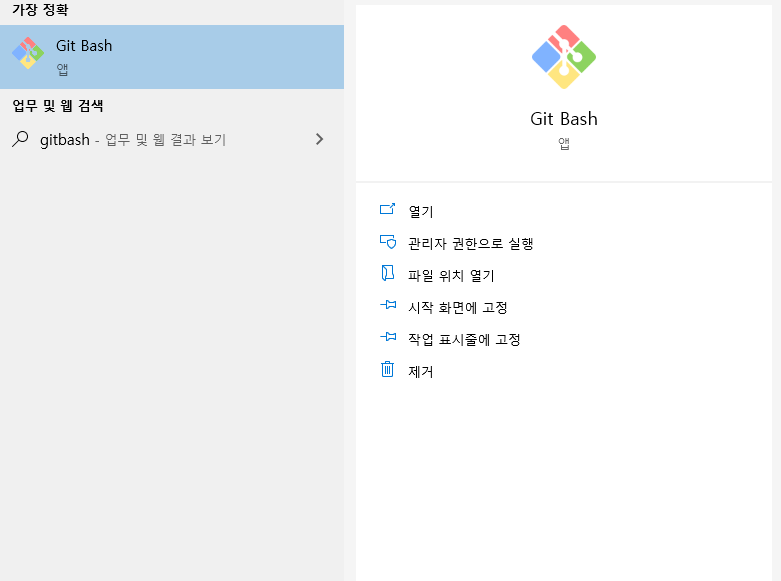 가장 정확
Git Bash
앱
업무 및 웹 검색
gitbash - 업무 및 웹 결과 보기
Git Bash
앱
열기
관리자 권한으로 실행
파일 위치 열기
시작 화면에 고정
작업 표시줄에 고정
제거